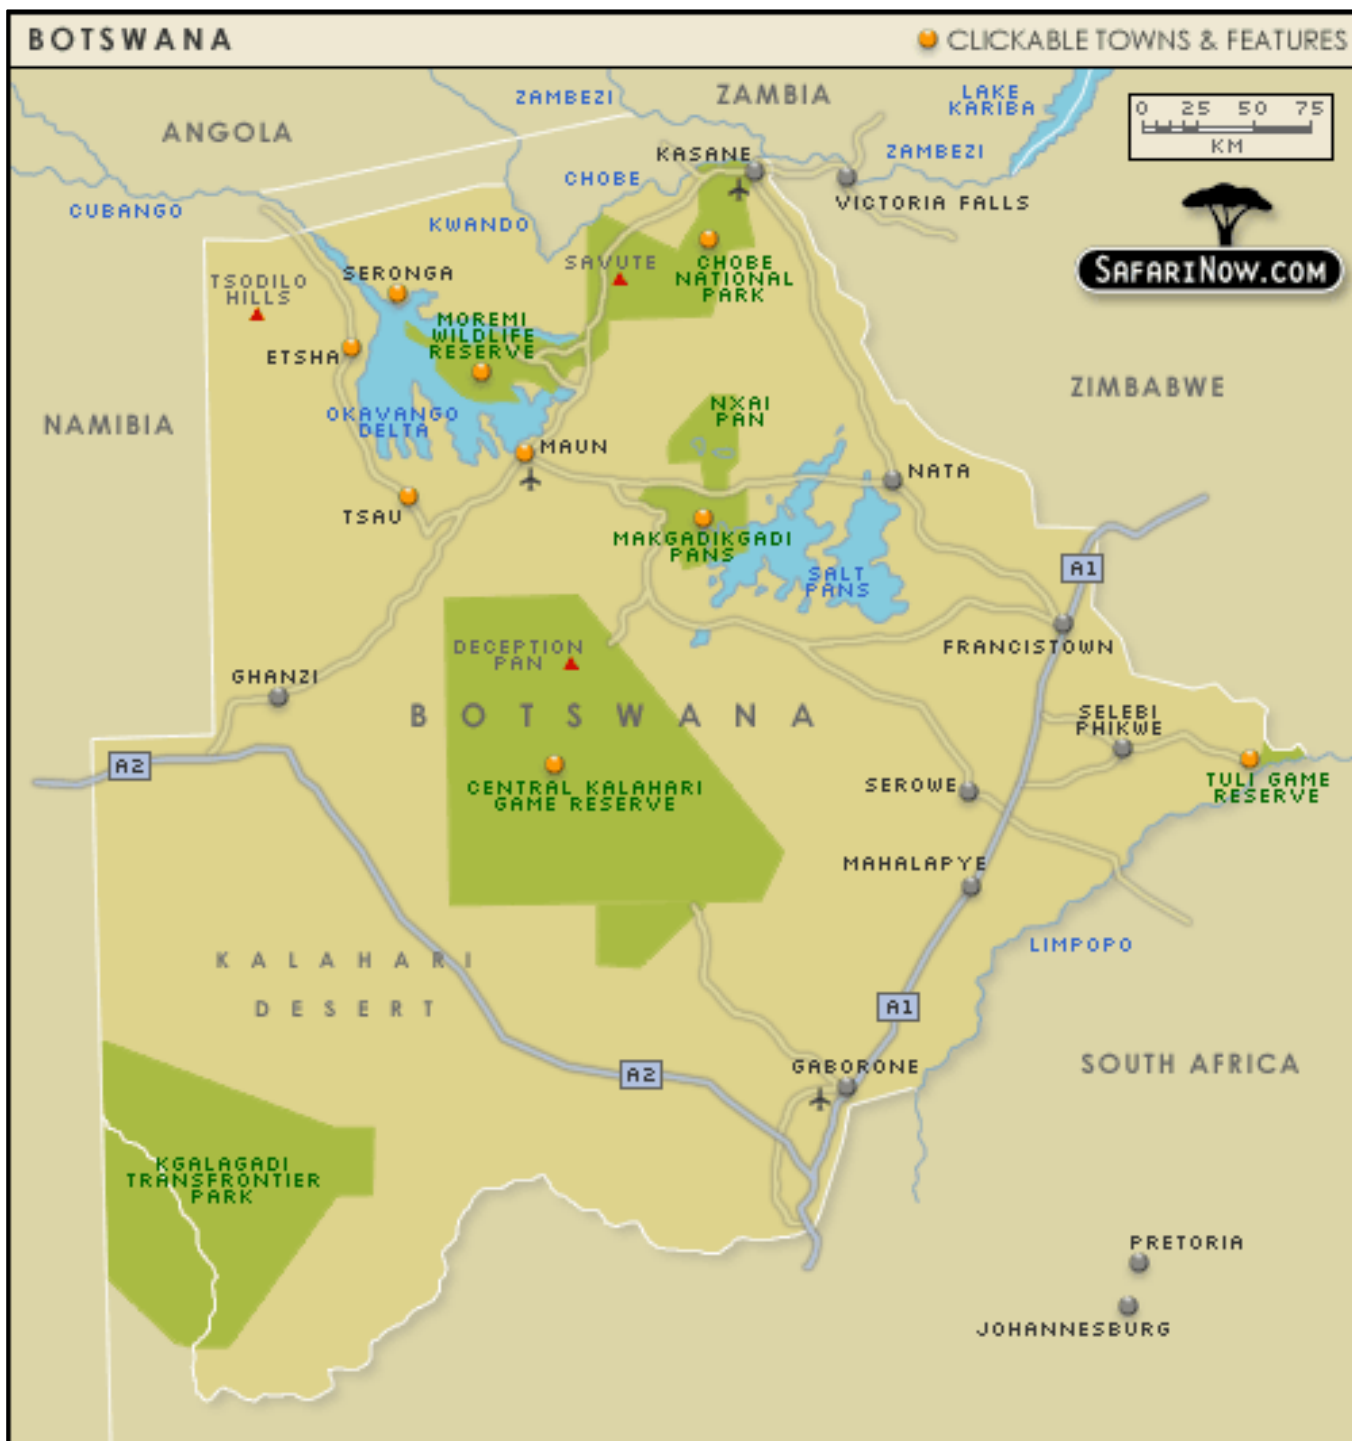 BOTSWANA
CLICKABLE TOWNS & FEATURES
ZAMBEZI
ZAMBIA
LAKE
KARIBA
0 25 50 75
KM
ANGOLA
KASANE
ZAMBEZI
CHOBE
VICTORIA FALLS
CUBANGO
KWANDO
SAFARINOW.COM
SAVUTE
CHOBE
NATIONAL
PARK
TSODILO
HILLS
SERONGA
MOREMI
WILDLIFE
RESERVE
ETSHA
ZIMBABWE
NAMIBIA
OKAVANGO
DELTA
NXAI
PAN
MAUN
NATA
TSAU
MAKGADIKGADI
PANS
SALT
PANS
A1
FRANCISTOWN
DECEPTION
PAN
GHANZI
BOTSWANA
SELEBI
PHIKWE
A2
CENTRAL KALAHARI
GAME RESERVE
SEROWE
TULI GAME
RESERVE
MAHALAPYE
LIMPOPO
KALAHARI
DESERT
A1
GABORONE
A2
SOUTH AFRICA
KGALAGADI
TRANSFRONTIER
PARK
PRETORIA
JOHANNESBURG